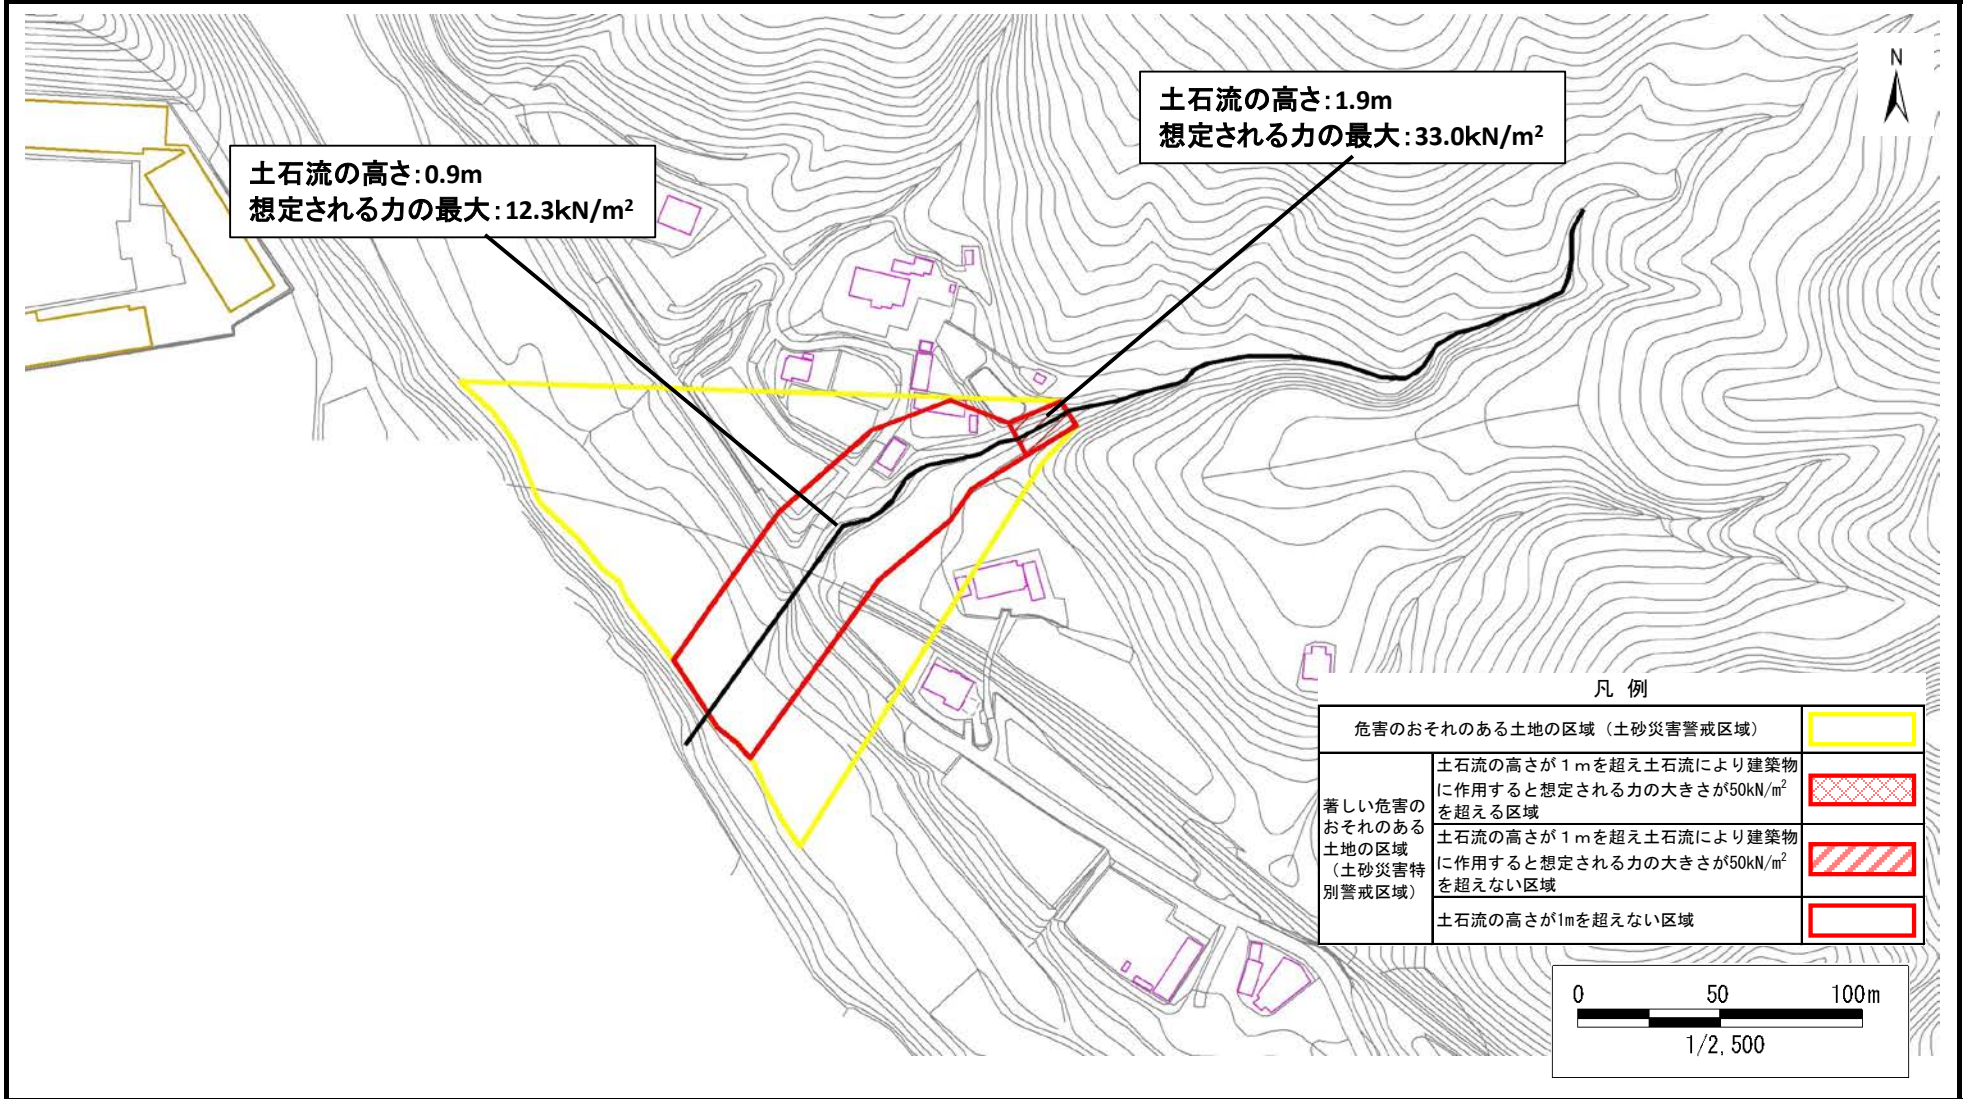 N
土石流の高さ:1.9m
想定される力の最大:33.0kN/m²
土石流の高さ:0.9m
想定される力の最大:12.3kN/m²
凡 例
危害のおそれのある土地の区域（土砂災害警戒区域）
著しい危害の
おそれのある
土地の区域
（土砂災害特
別警戒区域）
土石流の高さが１ｍを超え土石流により建築物
に作用すると想定される力の大きさが50kN/m²
を超える区域
土石流の高さが１ｍを超え土石流により建築物
に作用すると想定される力の大きさが50kN/m²
を超えない区域
土石流の高さが1mを超えない区域
0 50 100m
1/2,500